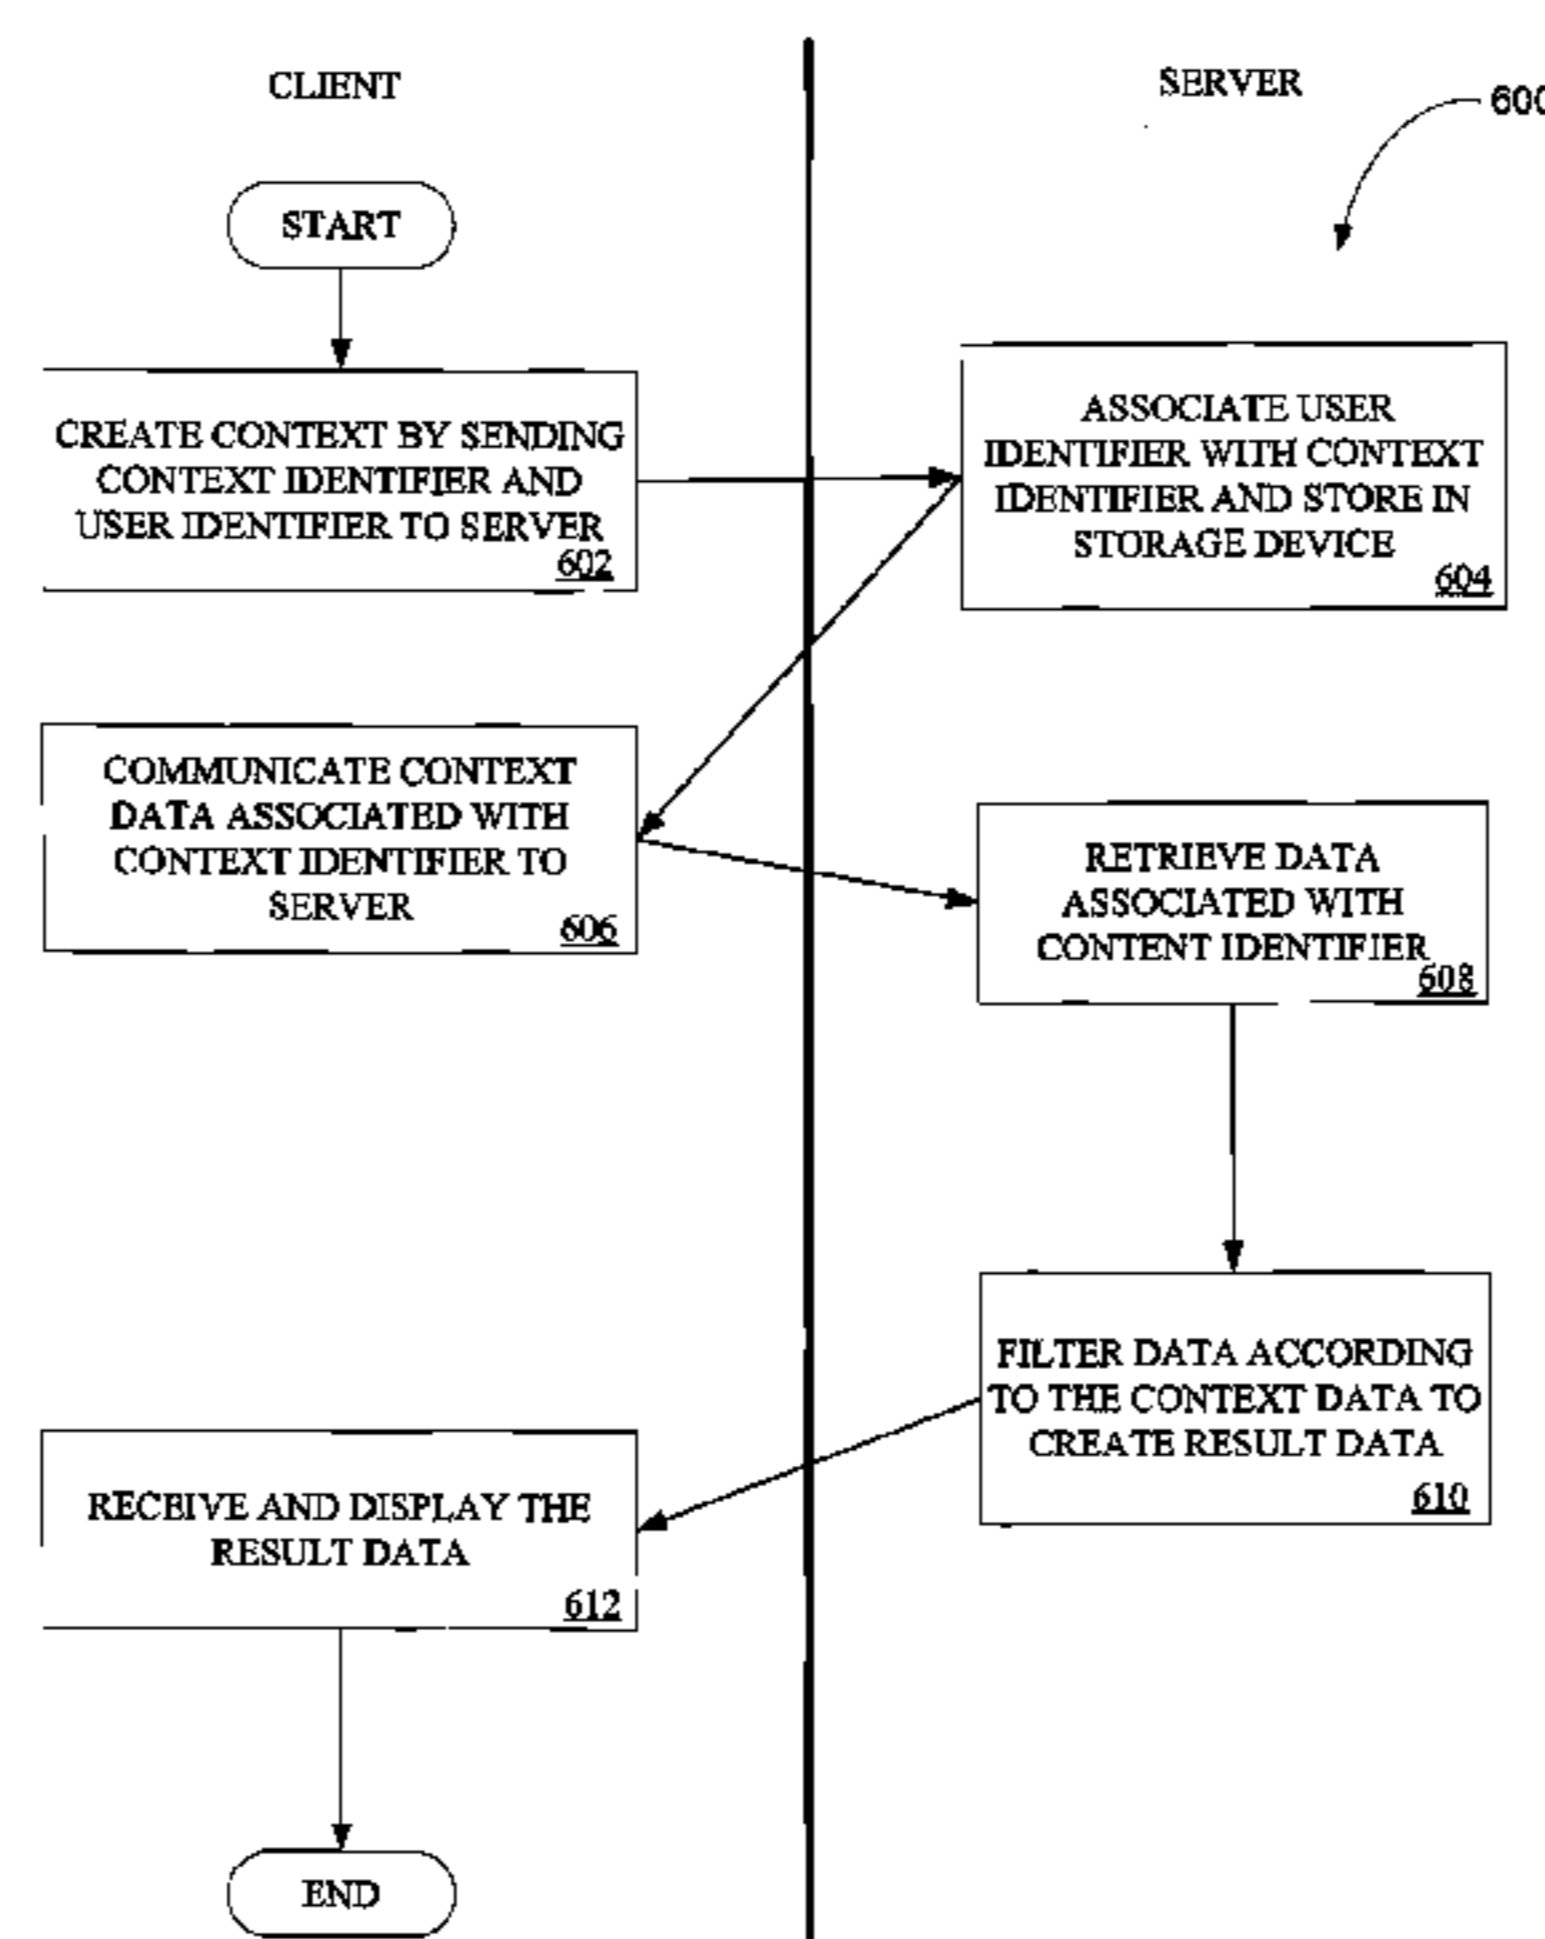 CLIENT
SERVER
600
START
CREATE CONTEXT BY SENDING
CONTEXT IDENTIFIER AND
USER IDENTIFIER TO SERVER
602
ASSOCIATE USER
IDENTIFIER WITH CONTEXT
IDENTIFIER AND STORE IN
STORAGE DEVICE
604
COMMUNICATE CONTEXT
DATA ASSOCIATED WITH
CONTEXT IDENTIFIER TO
SERVER
606
RETRIEVE DATA
ASSOCIATED WITH
CONTENT IDENTIFIER
608
FILTER DATA ACCORDING
TO THE CONTEXT DATA TO
CREATE RESULT DATA
610
RECEIVE AND DISPLAY THE
RESULT DATA
612
END